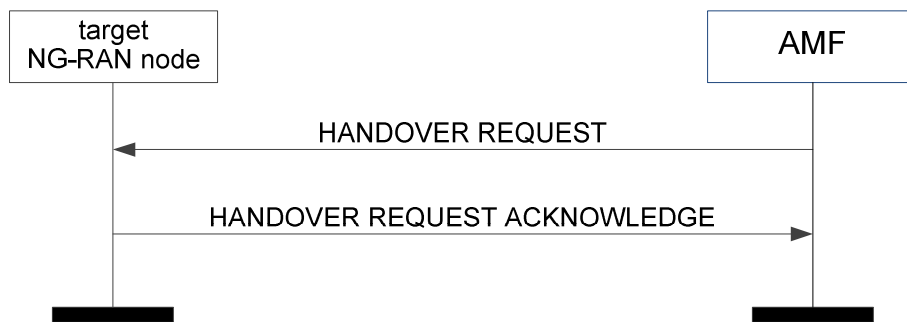 target
NG-RAN node
AMF
HANDOVER REQUEST
HANDOVER REQUEST ACKNOWLEDGE